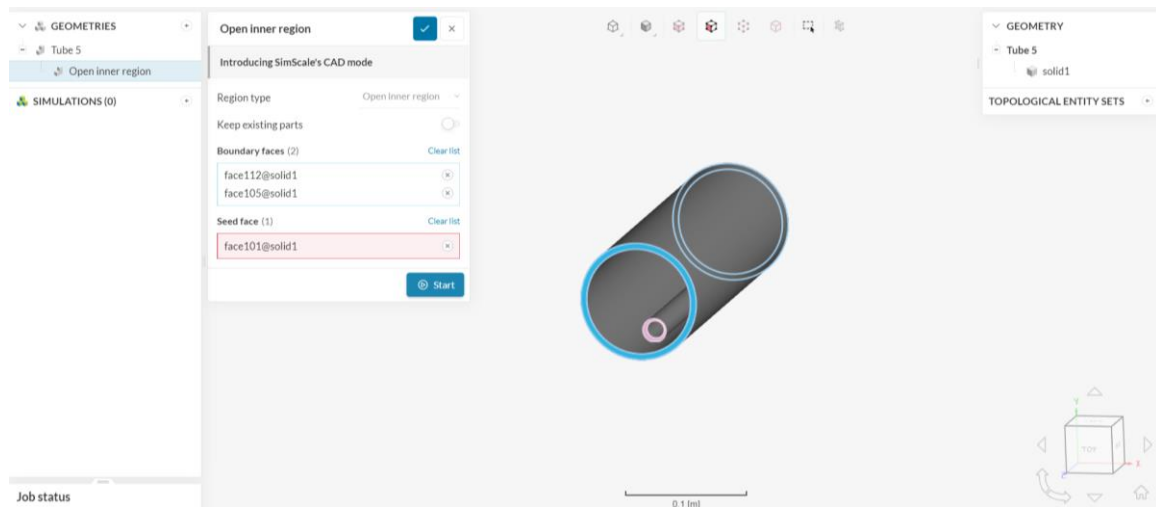 GEOMETRIES
Tube 5
Open inner region
SIMULATIONS (0)
Job status
Open inner region
Introducing SimScale's CAD mode
Region type Open inner region
Keep existing parts
Boundary faces (2) Clear list
face112@solid1
face105@solid1
Seed face (1) Clear list
face101@solid1
Start
0.1 [m]
GEOMETRY
Tube 5
solid1
TOPOLOGICAL ENTITY SETS
Y
TOP
X